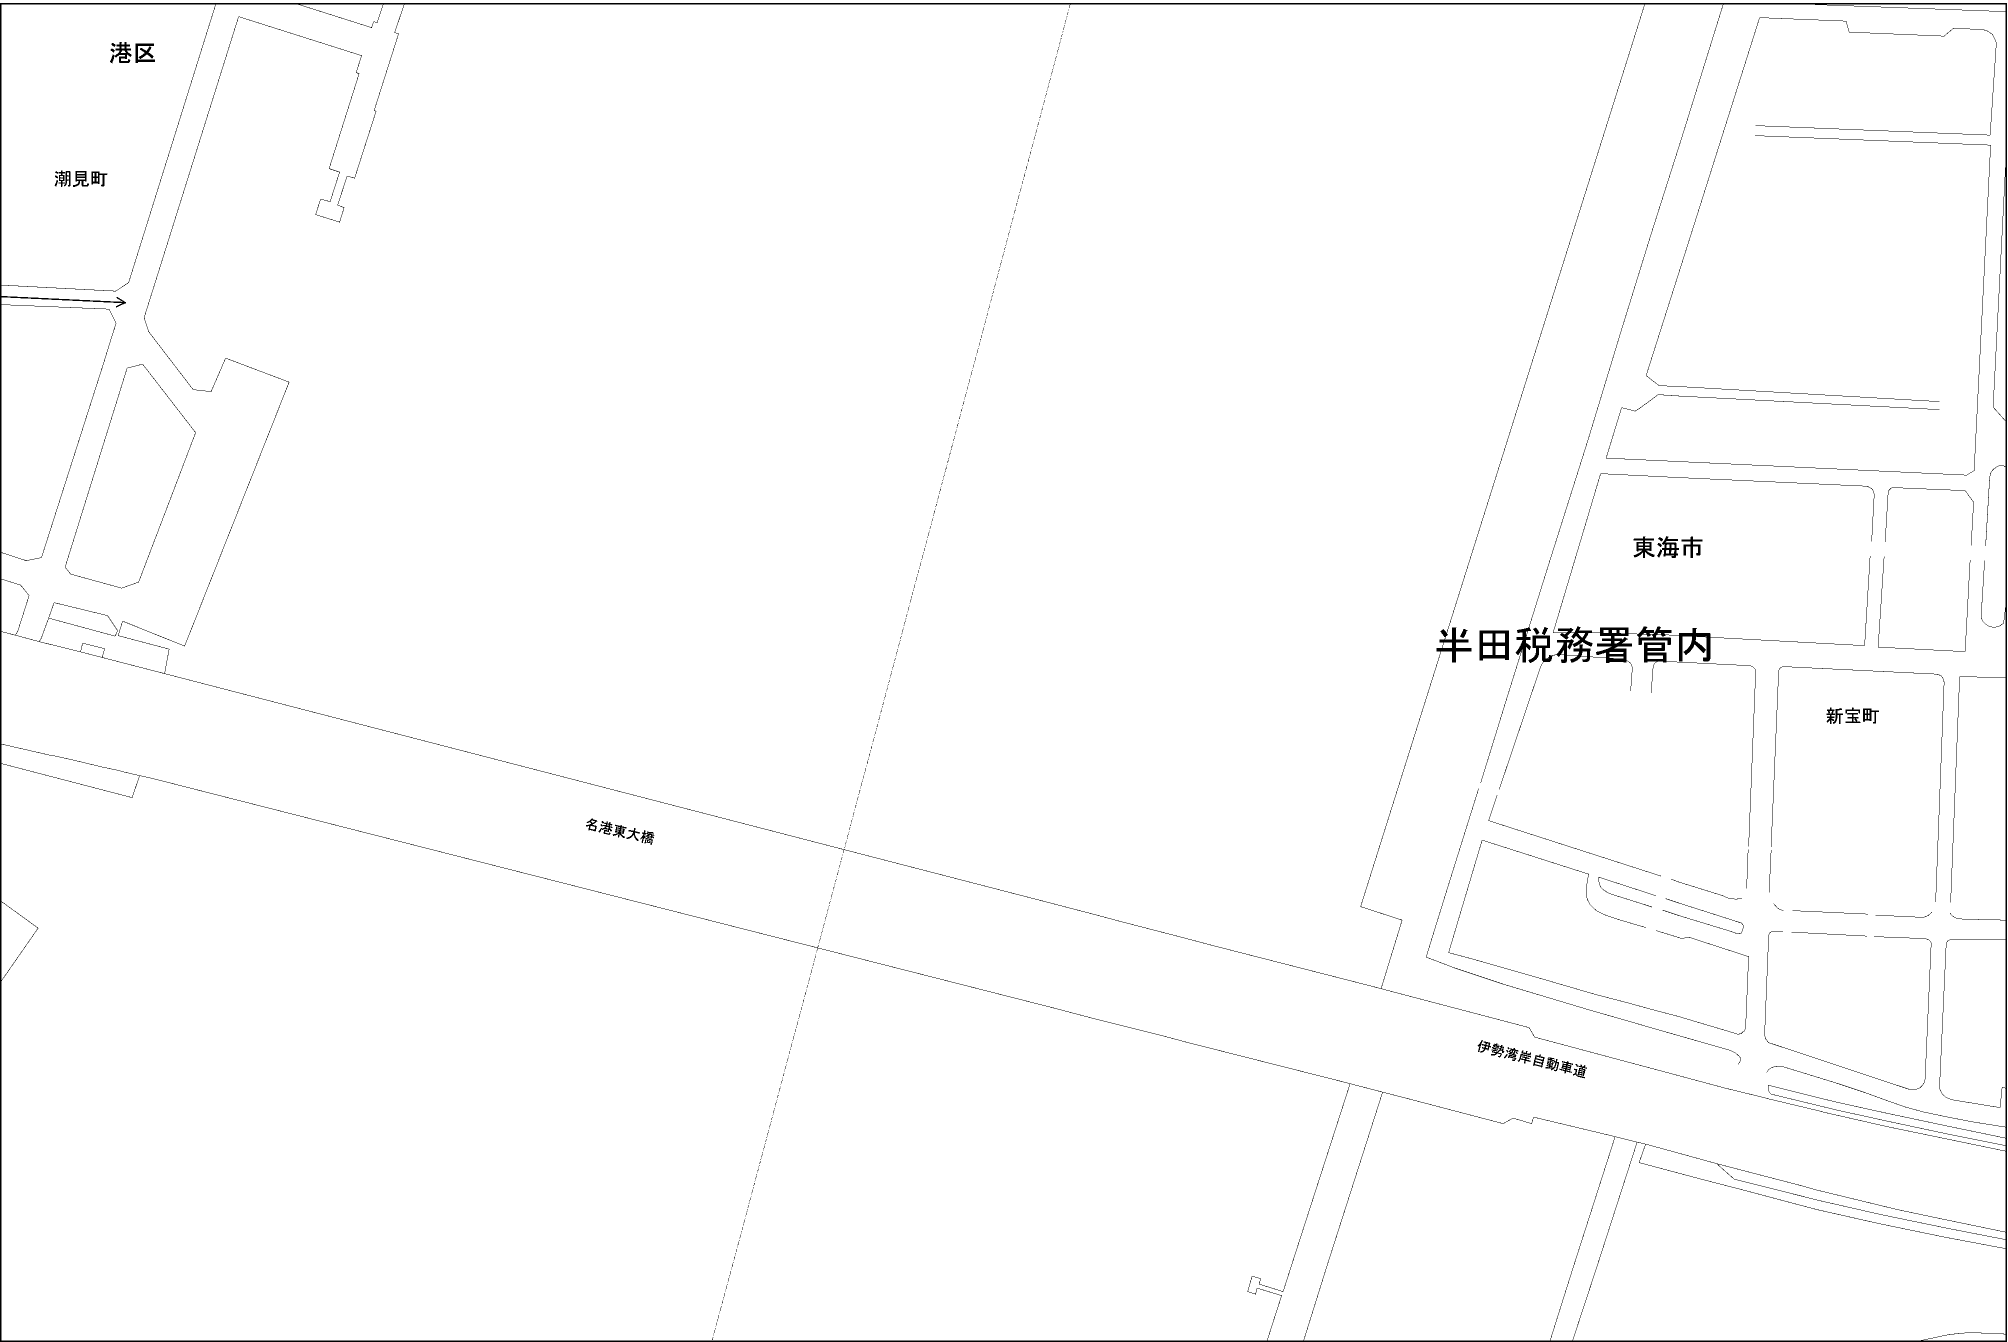 港区
潮見町
東海市
半田税務署管内
新宝町
名港東大橋
伊勢湾岸自動車道